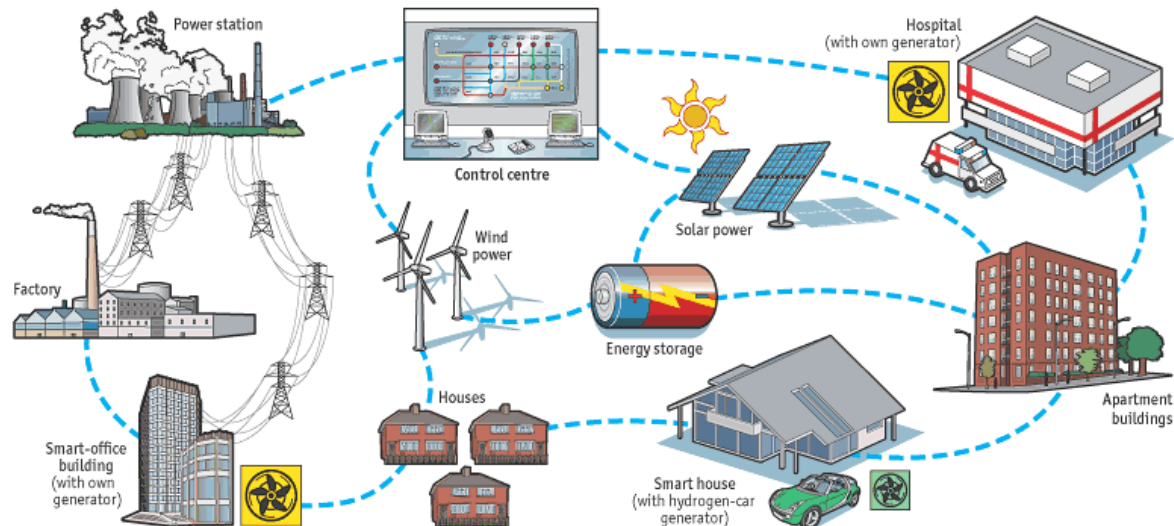 Power station
Hospital
(with own
generator)
Control centre
Solar power
Wind
power
Factory
Energy storage
Houses
Apartment
buildings
Smart-office
building
(with own
generator)
Smart house
(with hydrogen-car
generator)
+
-